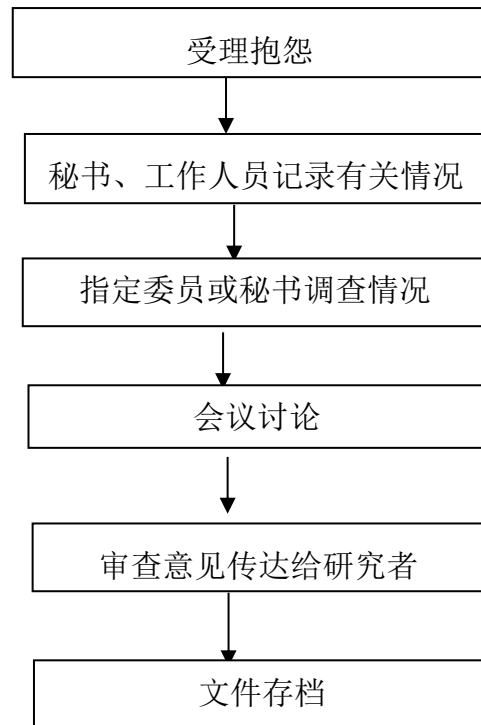 受理抱怨
秘书、工作人员记录有关情况
指定委员或秘书调查情况
会议讨论
审查意见传达给研究者
文件存档